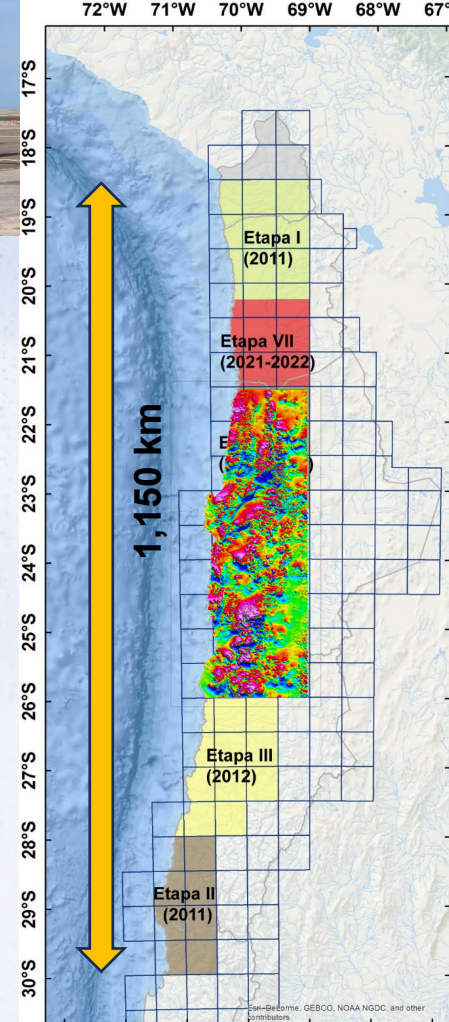 72°W 71°W 70°W 69°W 68°W 67°
17°S
18°S
19°S
Etapa I
(2011)
20°S
Etapa VII
(2021-2022)
21°S
22°S
E
( )
1,150 km
23°S
24°S
25°S
26°S
Etapa III
(2012)
27°S
28°S
Etapa II
(2011)
29°S
30°S
Esri, DeLorme, GEBCO, NOAA NGDC, and other
contributors